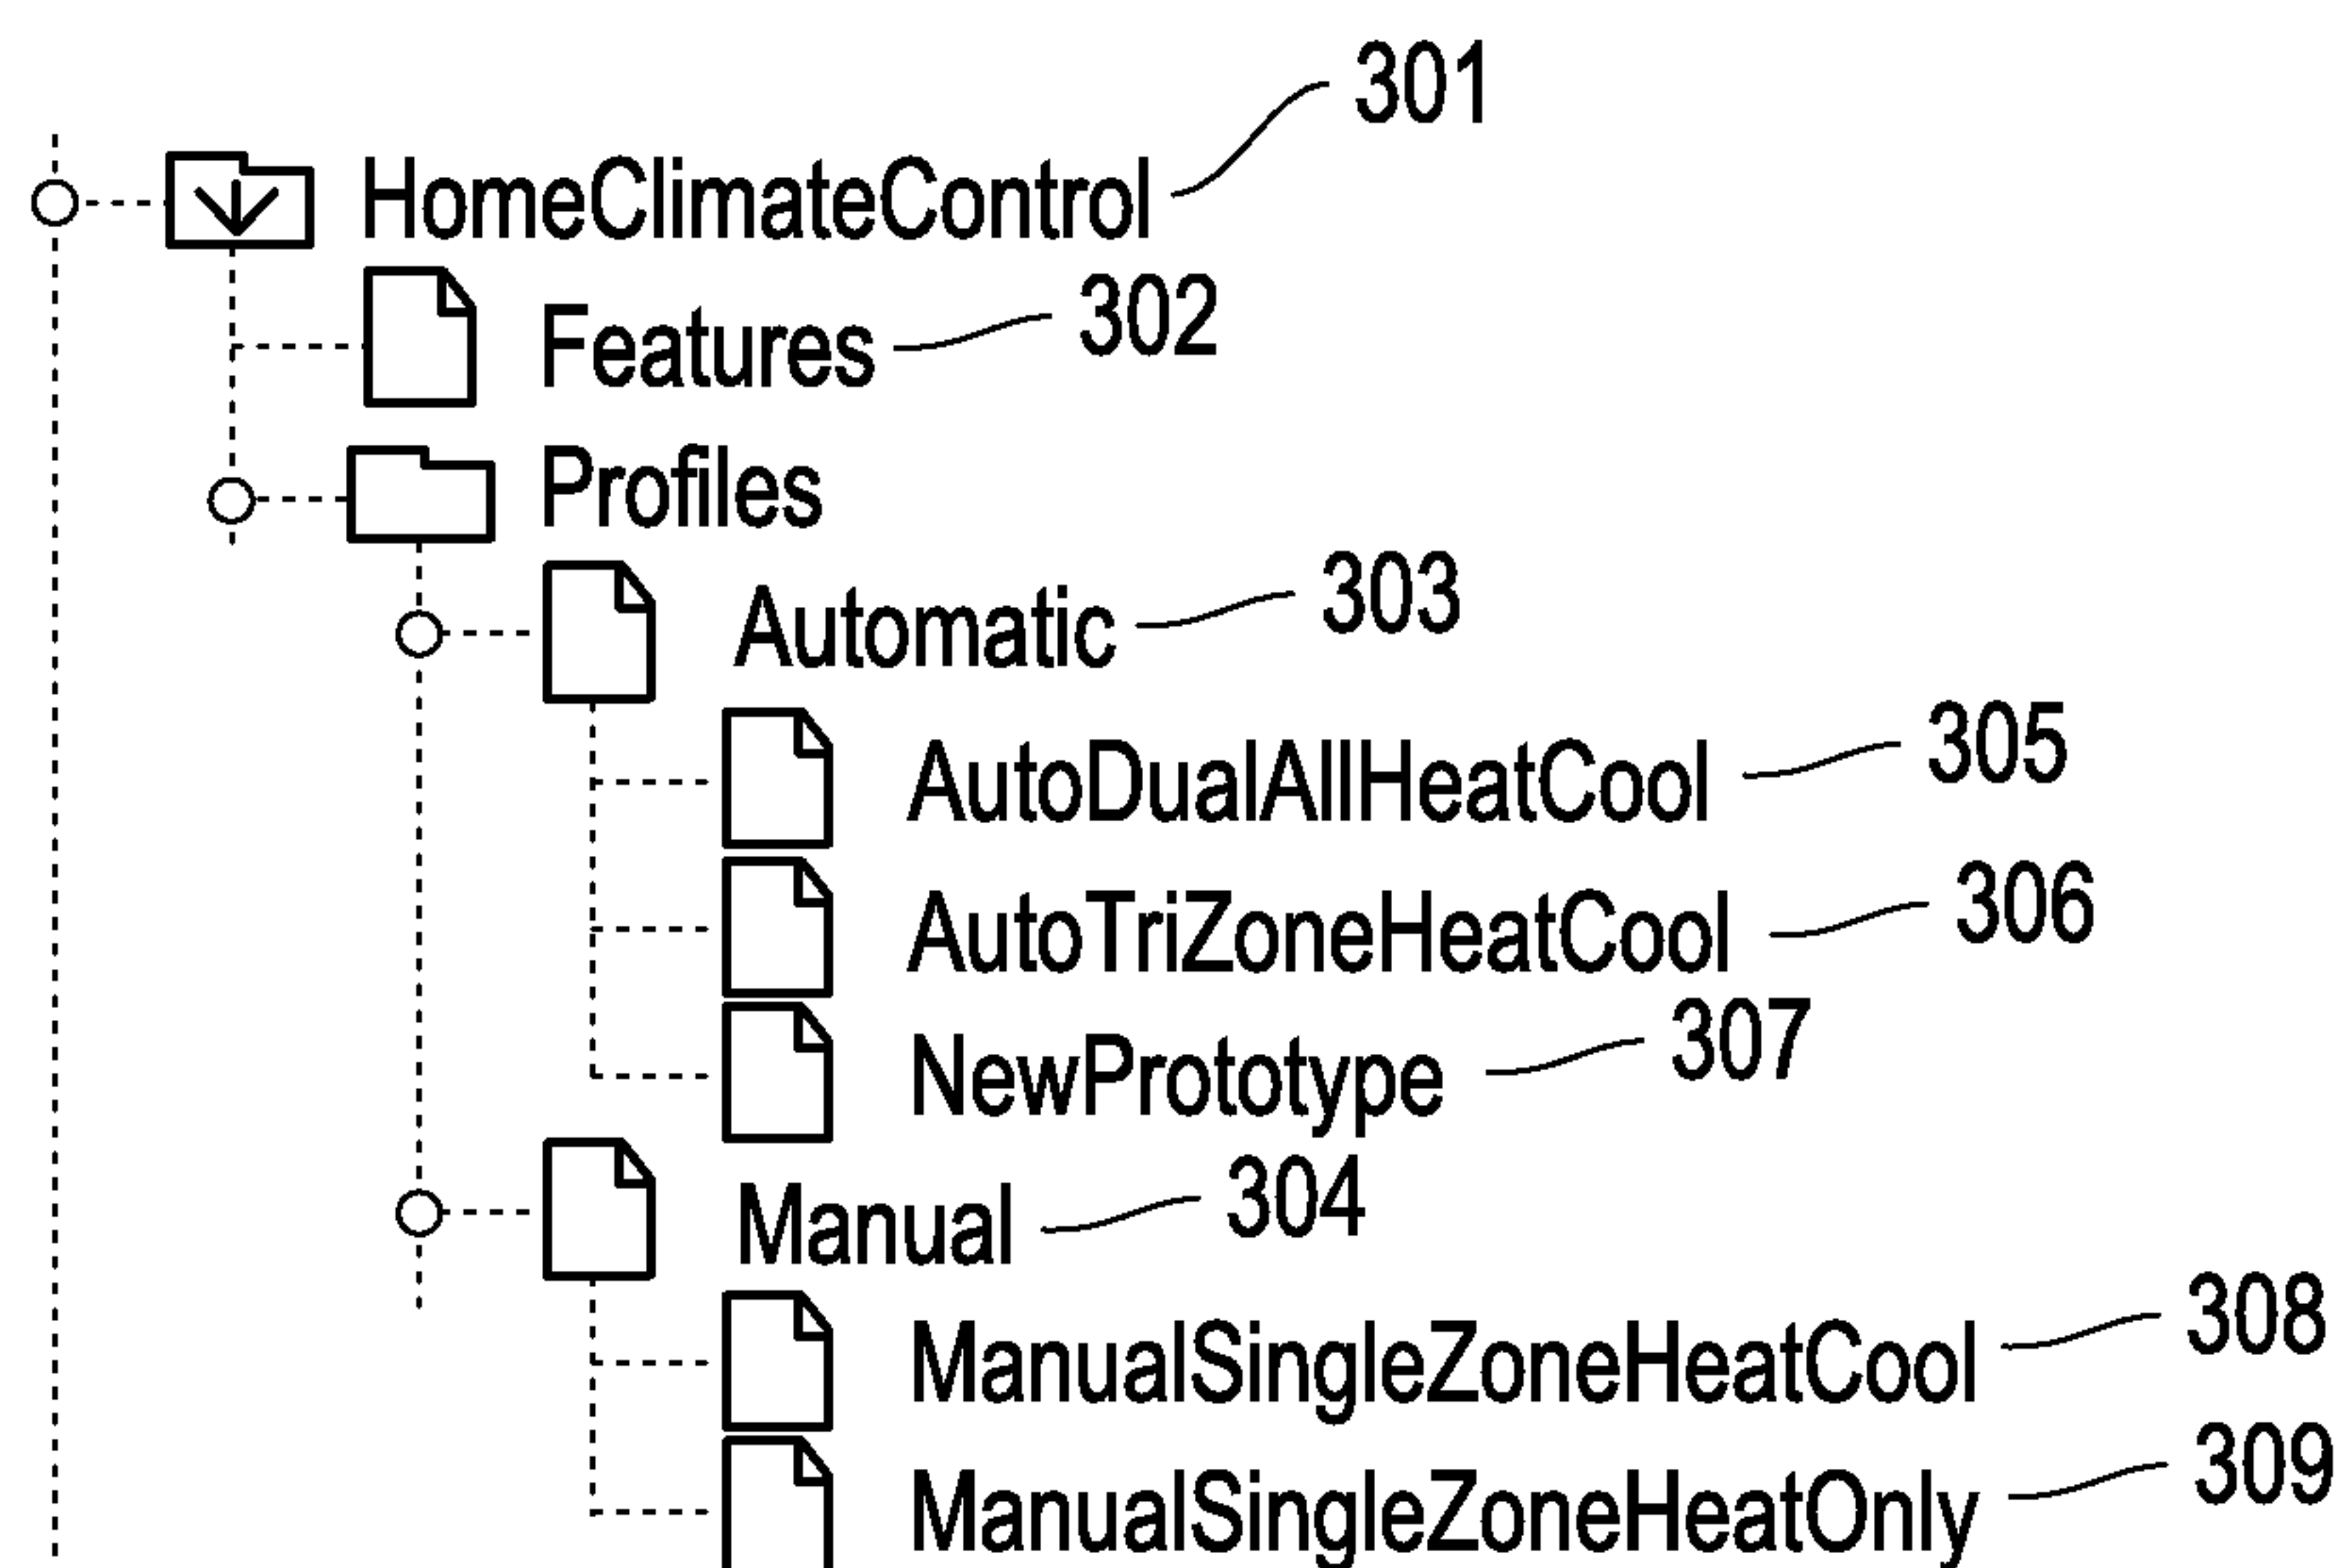 HomeClimateControl 301
Features 302
Profiles
Automatic 303
AutoDualAllHeatCool 305
AutoTriZoneHeatCool 306
NewPrototype 307
Manual 304
ManualSingleZoneHeatCool 308
ManualSingleZoneHeatOnly 309